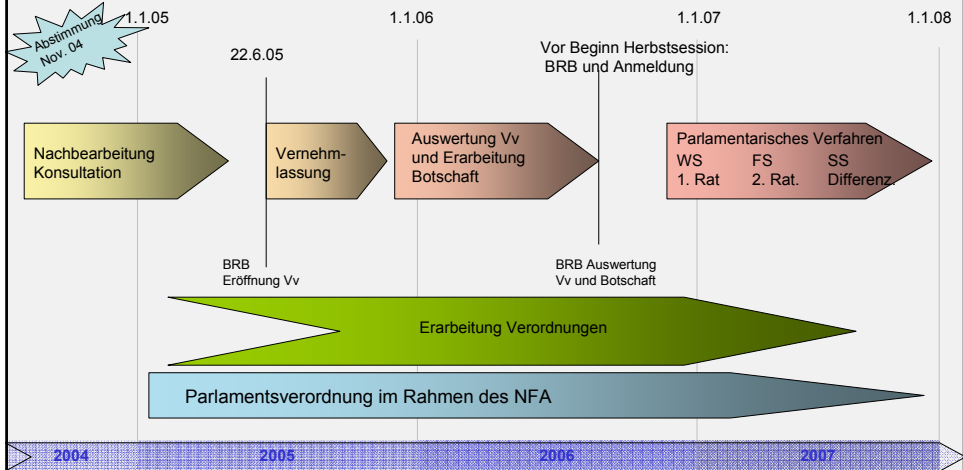 1.1.05
1.1.06
1.1.07
1.1.08
Abstimmung
Nov. 04
22.6.05
Vor Beginn Herbstsession:
BRB und Anmeldung
Nachbearbeitung
Konsultation
Vernehm-
lassung
Auswertung Vv
und Erarbeitung
Botschaft
Parlamentarisches Verfahren
WS FS SS
1. Rat 2. Rat. Differenz.
BRB
Eröffnung Vv
BRB Auswertung
Vv und Botschaft
Erarbeitung Verordnungen
Parlamentsverordnung im Rahmen des NFA
2004
2005
2006
2007